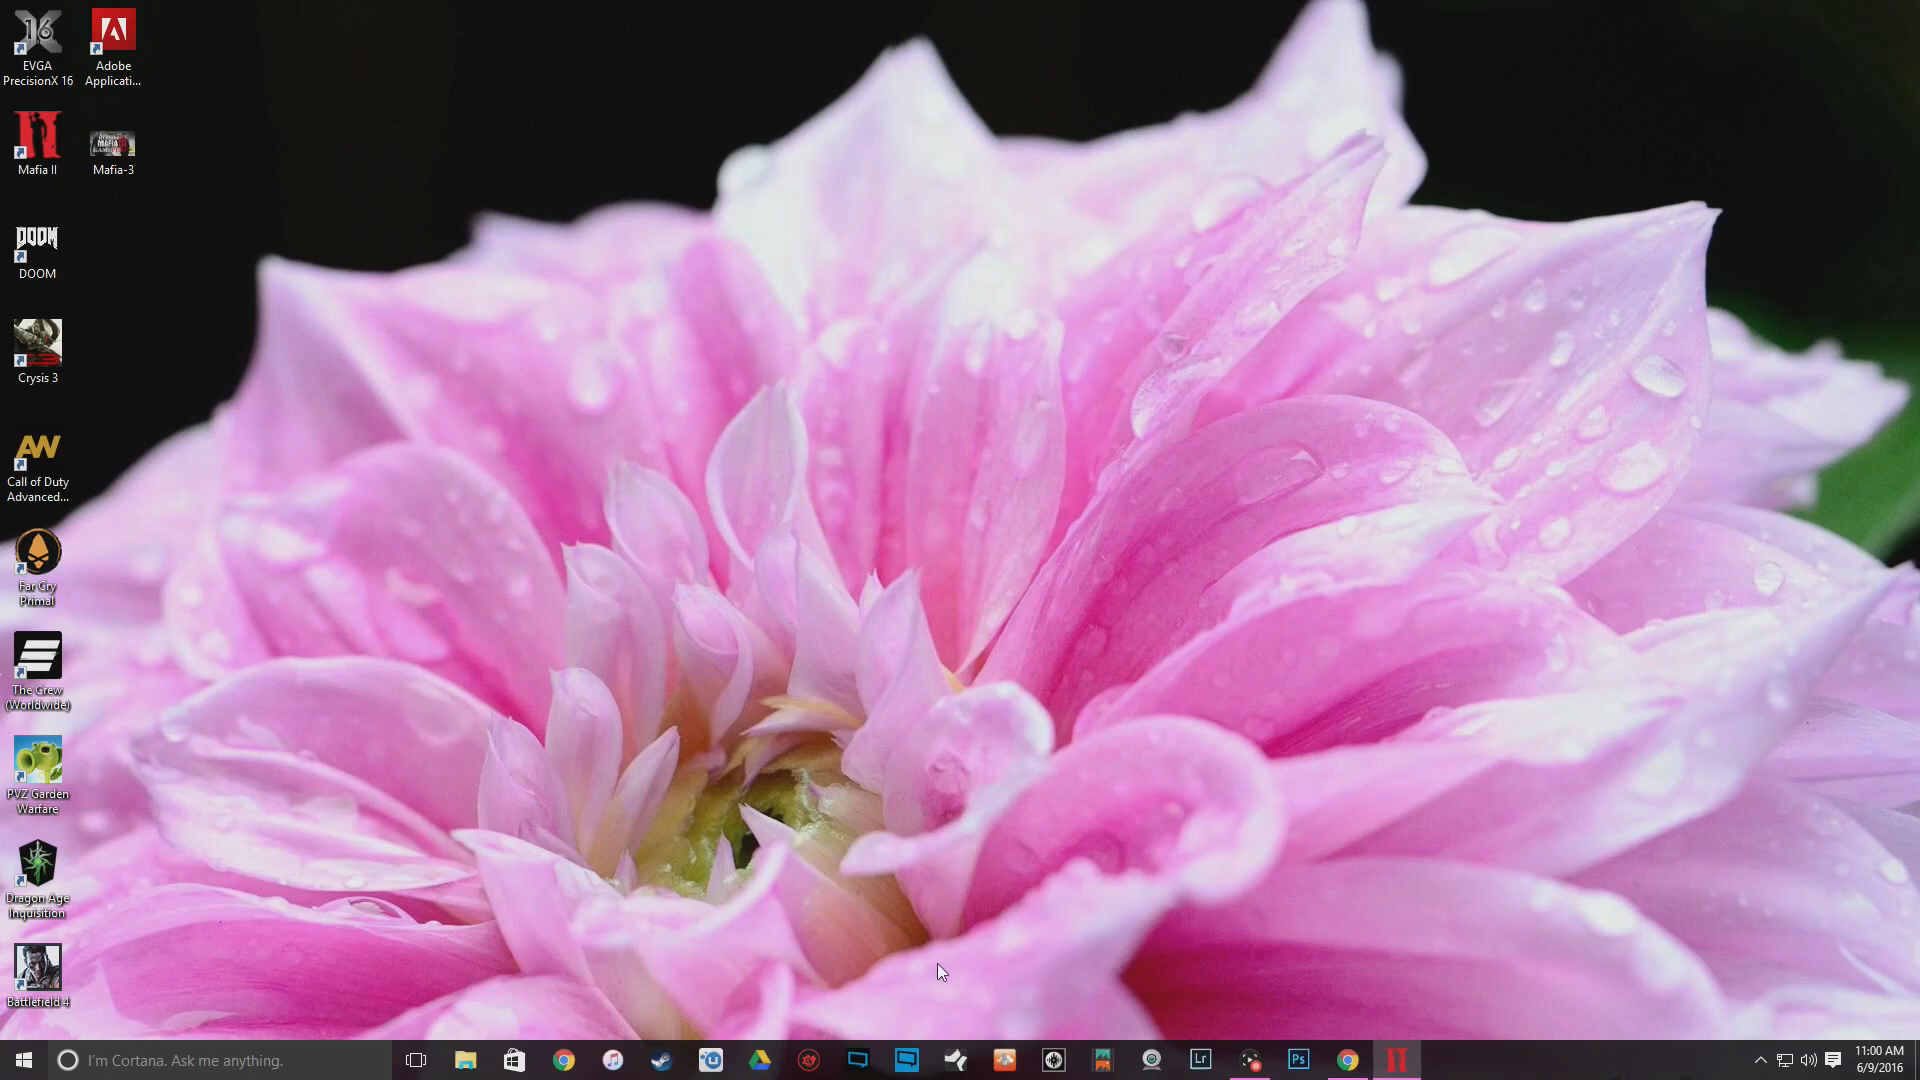 EVGA
PrecisionX 16
Adobe
Applicati...
Mafia II
MAFIA
Mafia-3
DOOM
DOOM
Crysis 3
AW
Call of Duty
Advanced...
Far Cry
Primal
The Crew
(Worldwide)
PVZ Garden
Warfare
Dragon Age
Inquisition
Battlefield 4
I'm Cortana. Ask me anything.
Lr
Ps
11:00 AM
6/9/2016